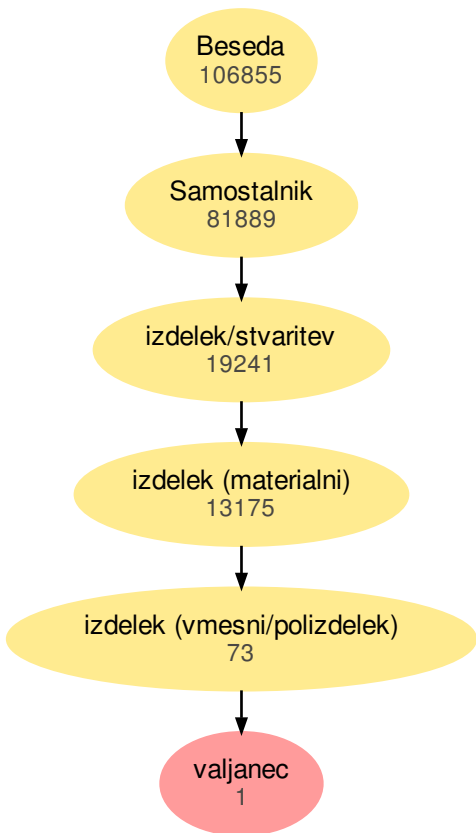 Beseda
106855
Samostalnik
81889
izdelek/stvaritev
19241
izdelek (materialni)
13175
izdelek (vmesni/polizdelek)
73
valjanec
1